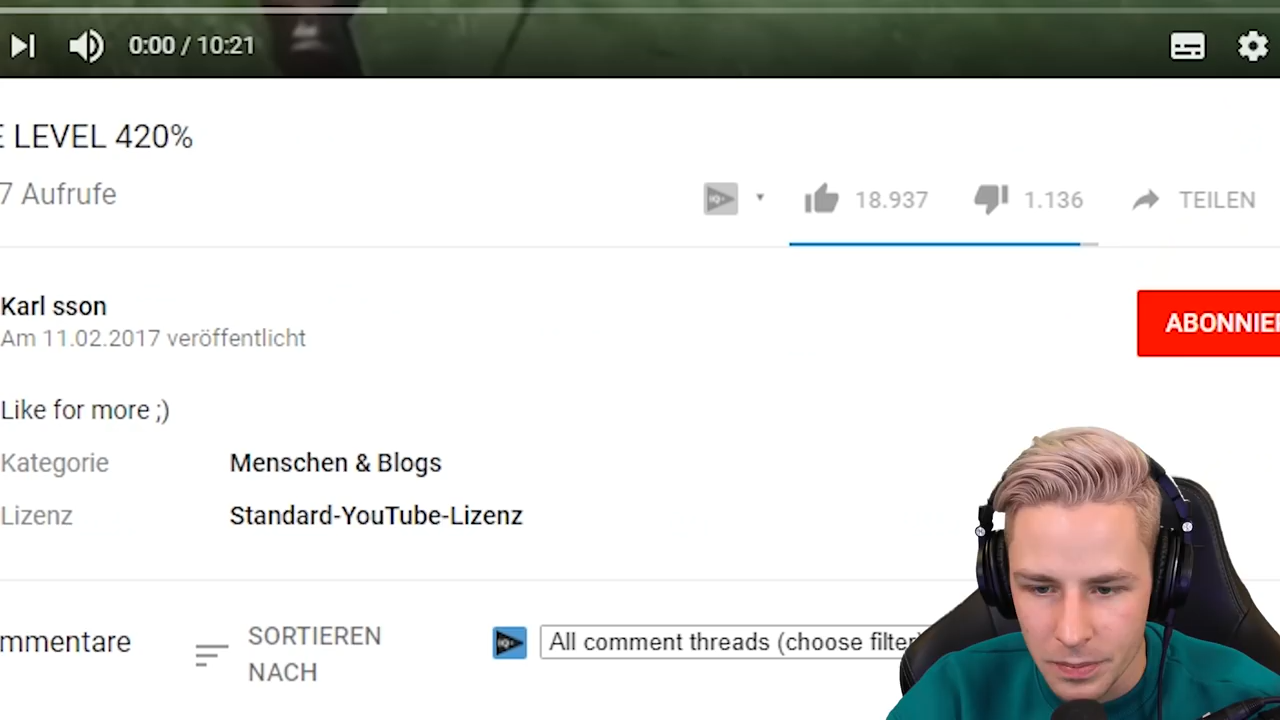 0:00 / 10:21
E LEVEL 420%
7 Aufrufe
18.937
1.136
TEILEN
Karl sson
Am 11.02.2017 veröffentlicht
ABONNIE
Like for more ;)
Kategorie Menschen & Blogs
Lizenz Standard-YouTube-Lizenz
mmentare
SORTIEREN
NACH
All comment threads (choose filter